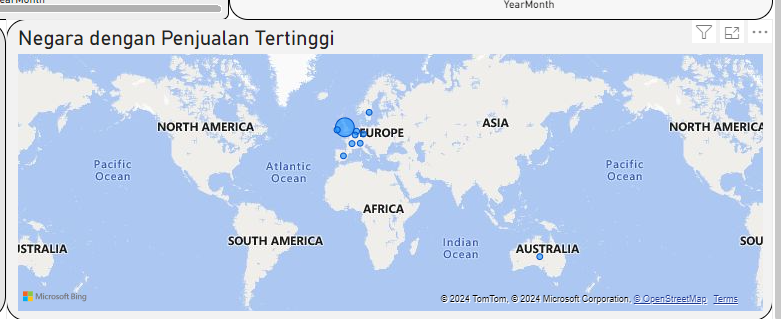 YearMonth
Negara dengan Penjualan Tertinggi
NORTH AMERICA
EUROPE
ASIA
NORTH AMERICA
Pacific
Ocean
Atlantic
Ocean
Pacific
Ocean
AFRICA
STRALIA
SOUTH AMERICA
Indian
Ocean
AUSTRALIA
SOU
Microsoft Bing
© 2024 TomTom, © 2024 Microsoft Corporation, © OpenStreetMap Terms